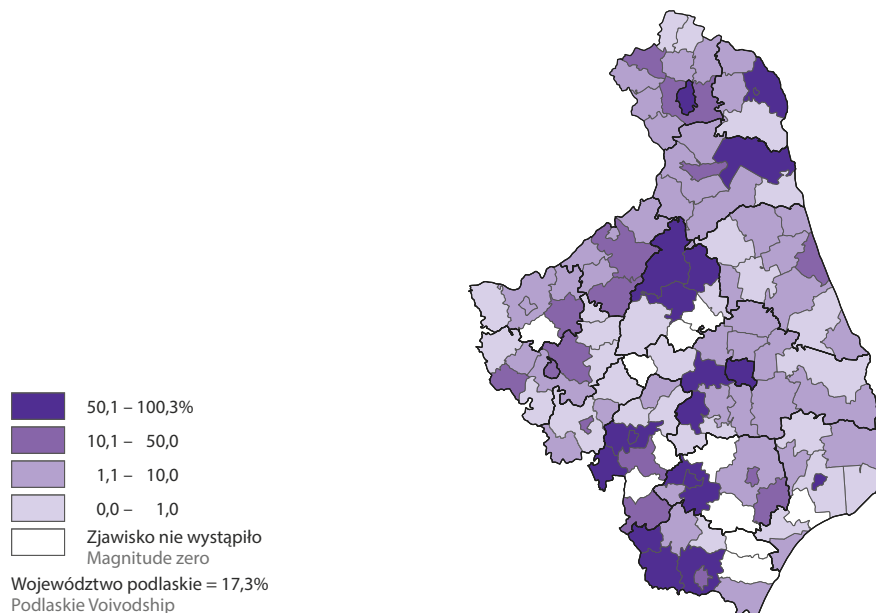 50,1 – 100,3%
10,1 – 50,0
1,1 – 10,0
0,0 – 1,0
Zjawisko nie wystąpiło
Magnitude zero
Województwo podlaskie = 17,3%
Podlaskie Voivodship